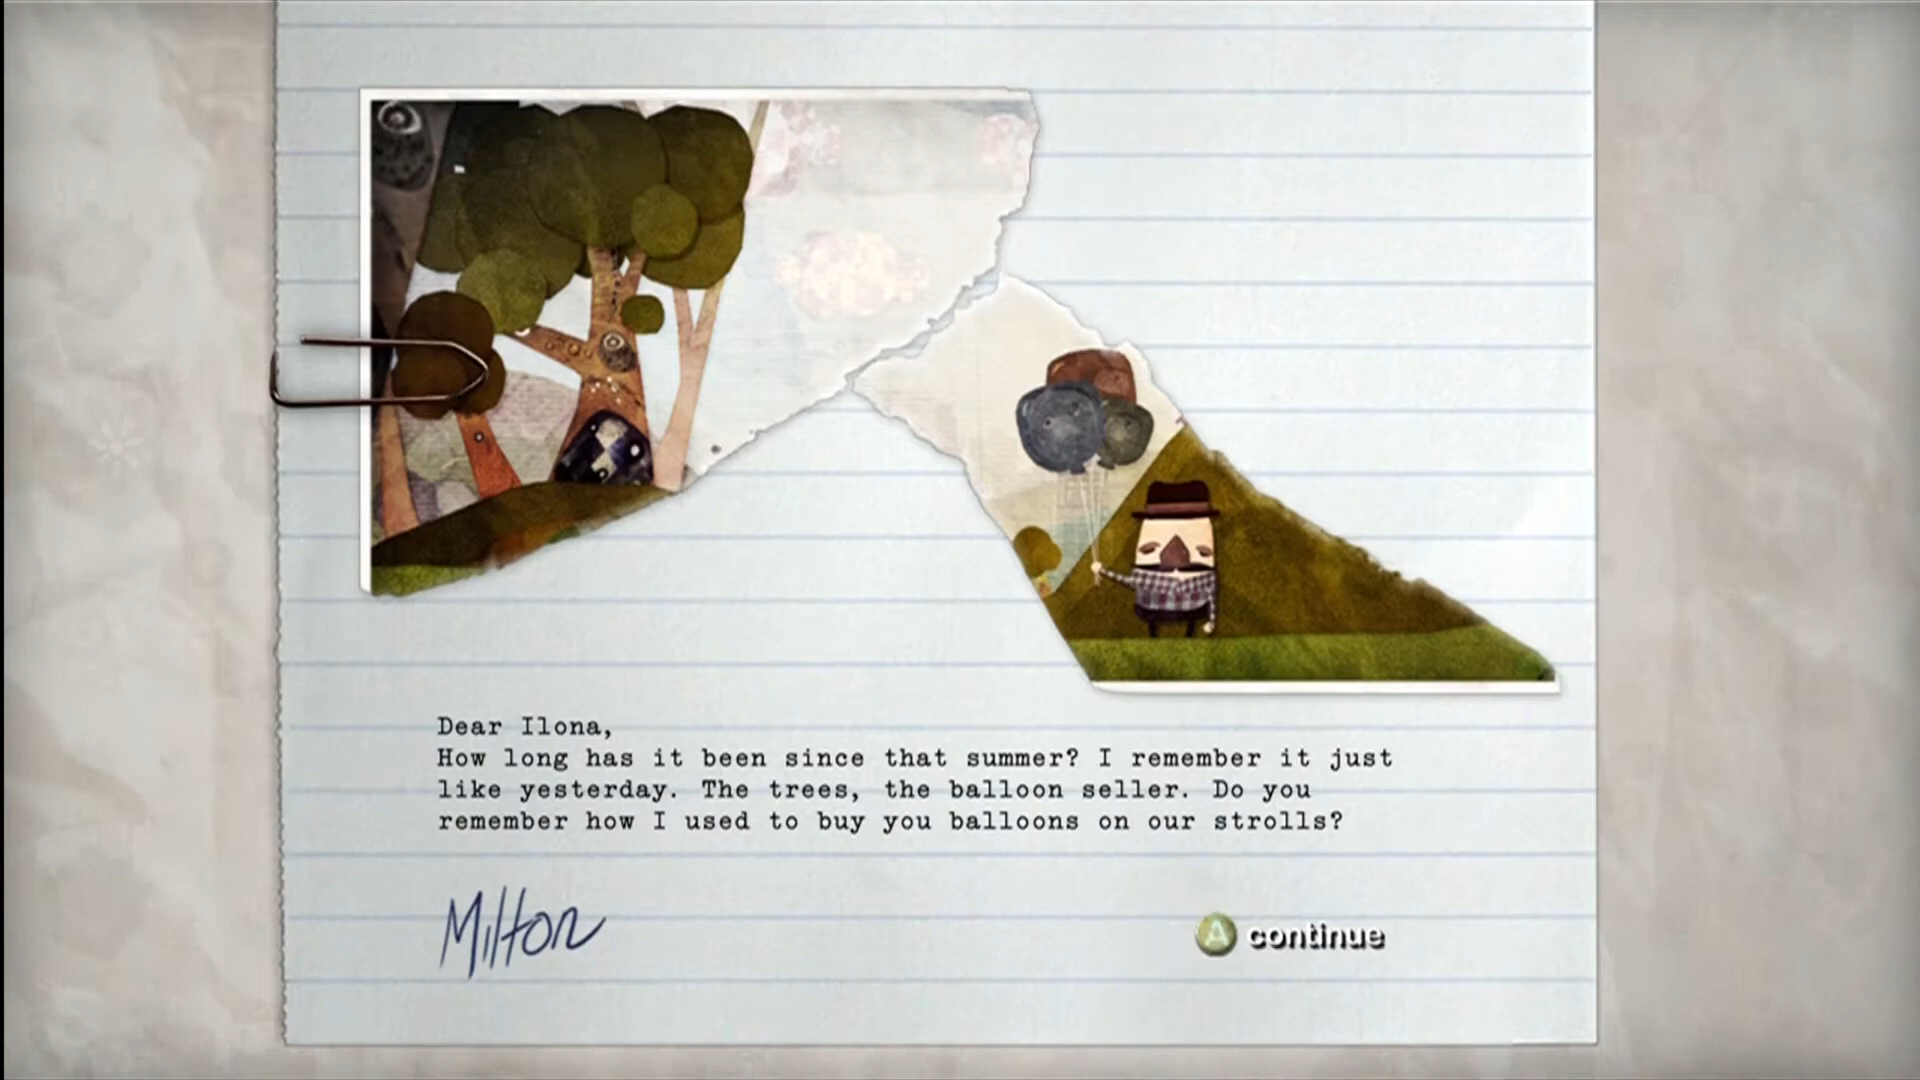 Dear Ilona,
How long has it been since that summer? I remember it just
like yesterday. The trees, the balloon seller. Do you
remember how I used to buy you balloons on our strolls?
Milton
A continue